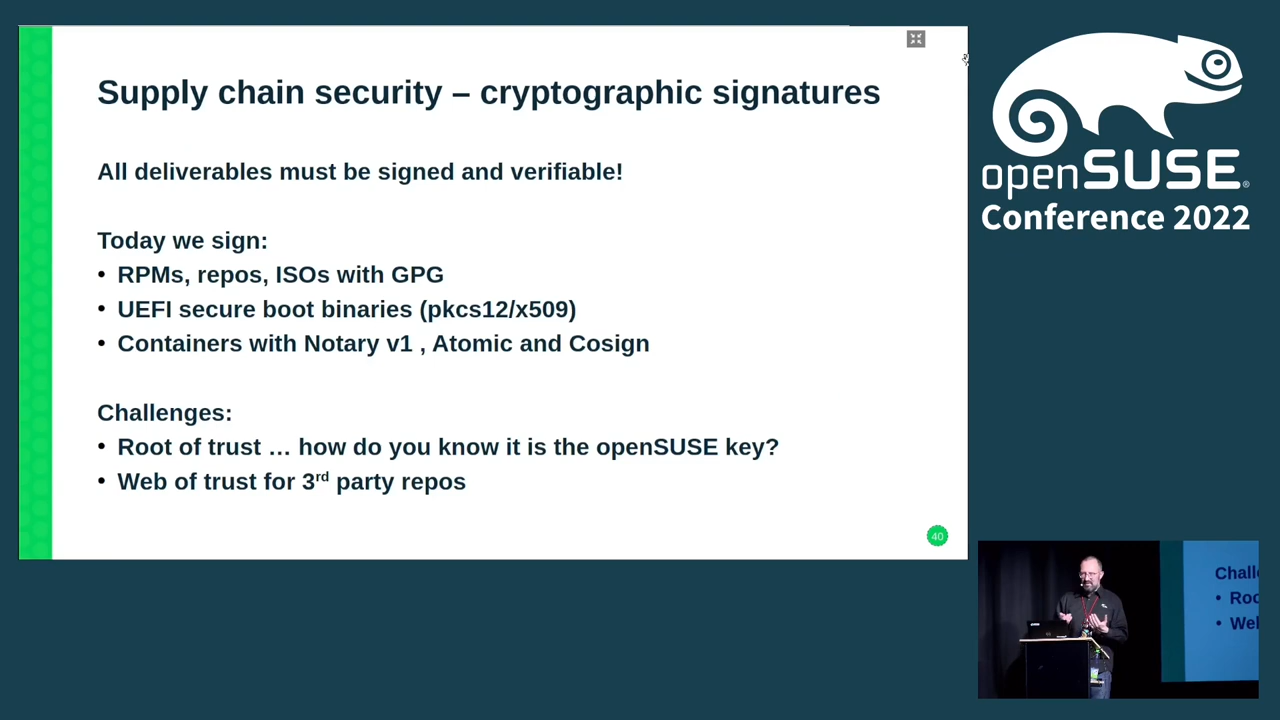 Supply chain security – cryptographic signatures
All deliverables must be signed and verifiable!
Today we sign:
• RPMs, repos, ISOs with GPG
• UEFI secure boot binaries (pkcs12/x509)
• Containers with Notary v1 , Atomic and Cosign
Challenges:
• Root of trust … how do you know it is the openSUSE key?
• Web of trust for 3rd party repos
40
openSUSE®
Conference 2022
Chall
• Roo
• Wel